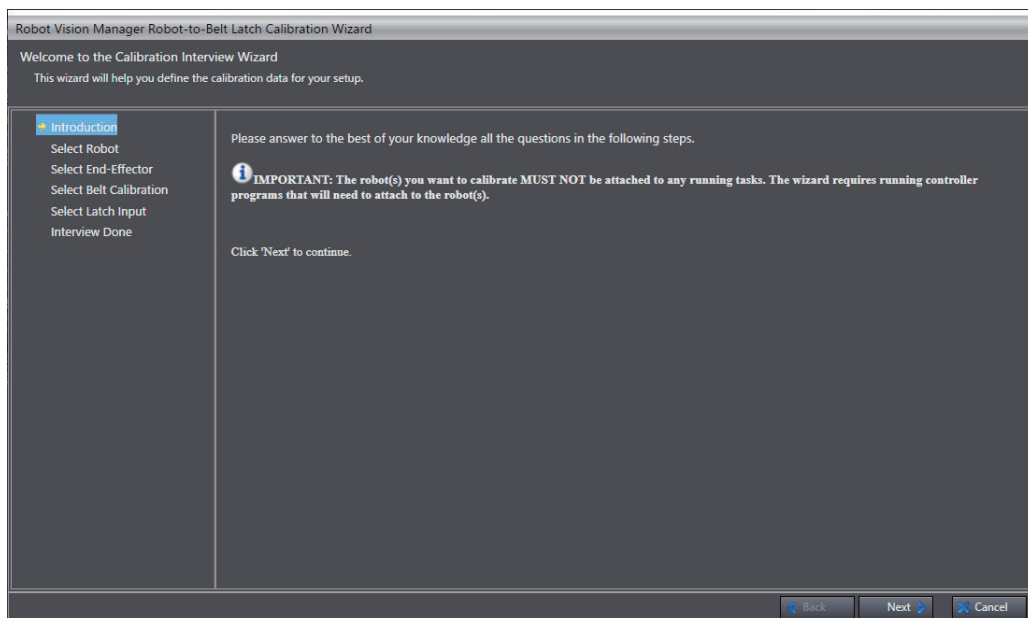 Robot Vision Manager Robot-to-Belt Latch Calibration Wizard
Welcome to the Calibration Interview Wizard
This wizard will help you define the calibration data for your setup.
Introduction
Select Robot
Select End-Effector
Select Belt Calibration
Select Latch Input
Interview Done
Please answer to the best of your knowledge all the questions in the following steps.
IMPORTANT: The robot(s) you want to calibrate MUST NOT be attached to any running tasks. The wizard requires running controller
programs that will need to attach to the robot(s).
Click 'Next' to continue.
Back Next Cancel